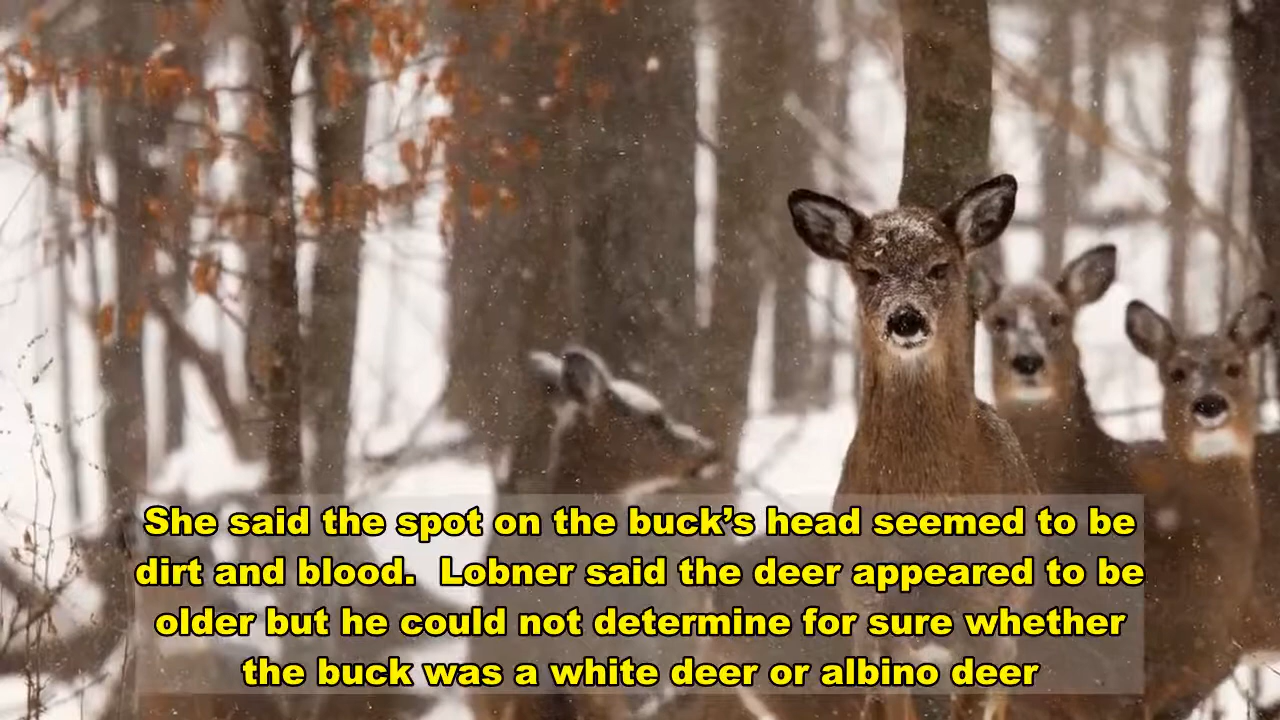 She said the spot on the buck’s head seemed to be
dirt and blood.  Lobner said the deer appeared to be
older but he could not determine for sure whether
the buck was a white deer or albino deer